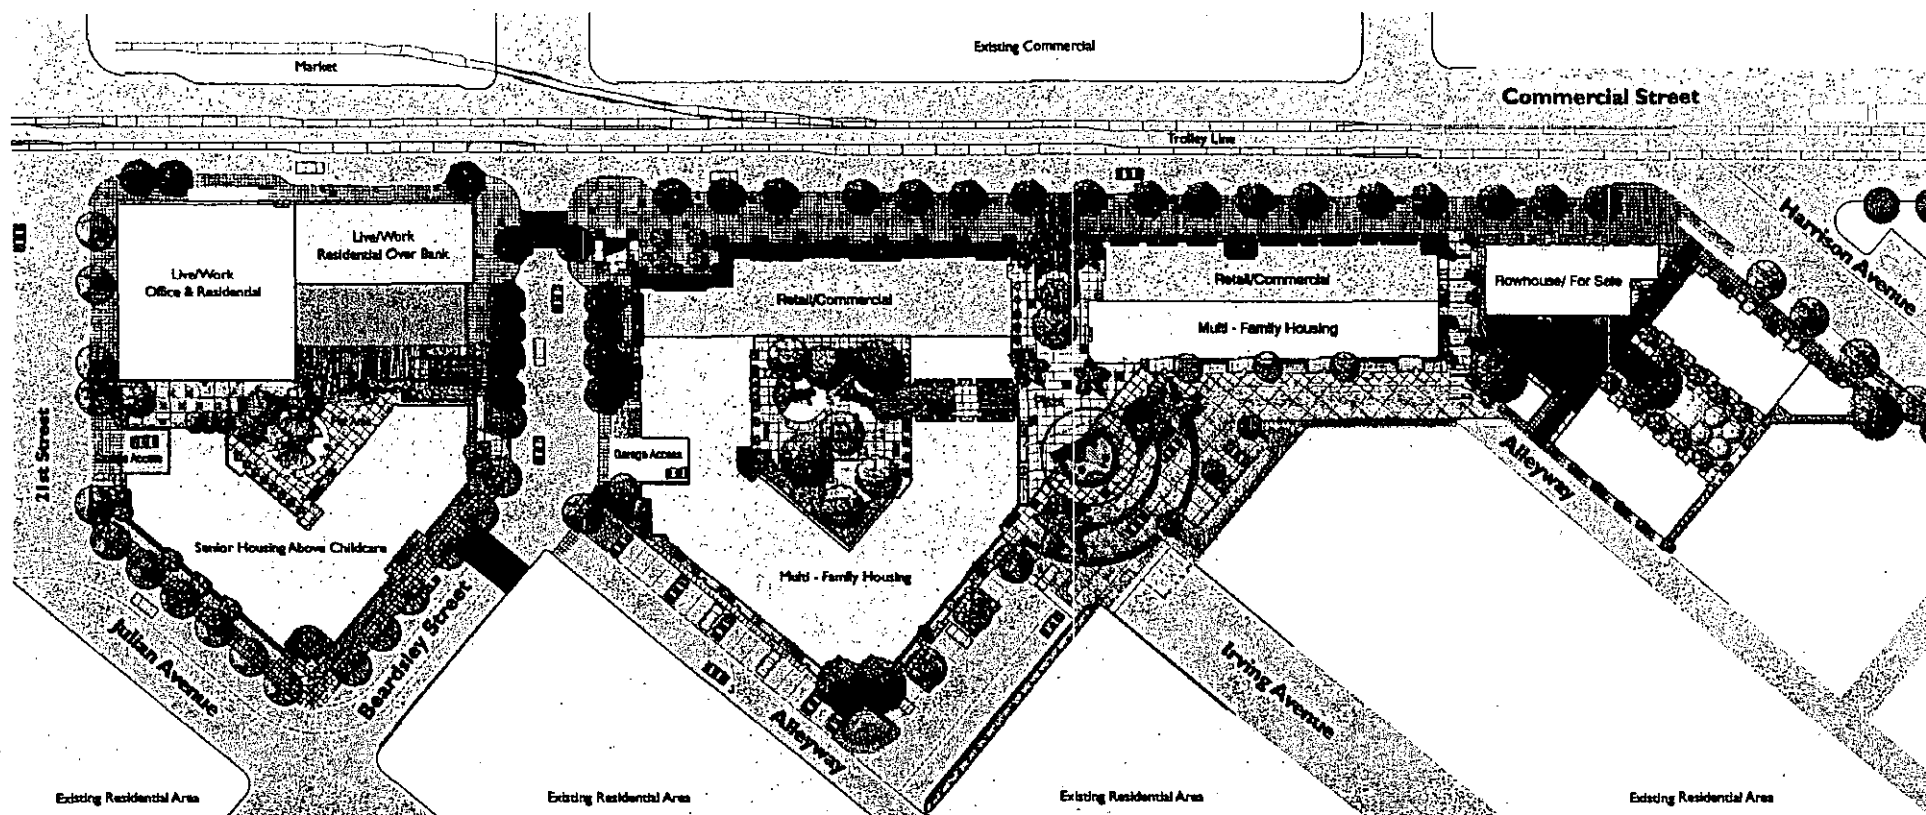 Existing Commercial
Market
Commercial Street
Trolley Line
Harrison Avenue
Live/Work
Residential Over Bank
Live/Work
Office & Residential
Retail/Commercial
Retail/Commercial
Rowhouse/ For Sale
Multi - Family Housing
Plaza
21st Street
Access
Garage Access
Alleyway
Senior Housing Above Childcare
Multi - Family Housing
Julian Avenue
Beardsley Street
Irving Avenue
Alleyway
Existing Residential Area
Existing Residential Area
Existing Residential Area
Existing Residential Area